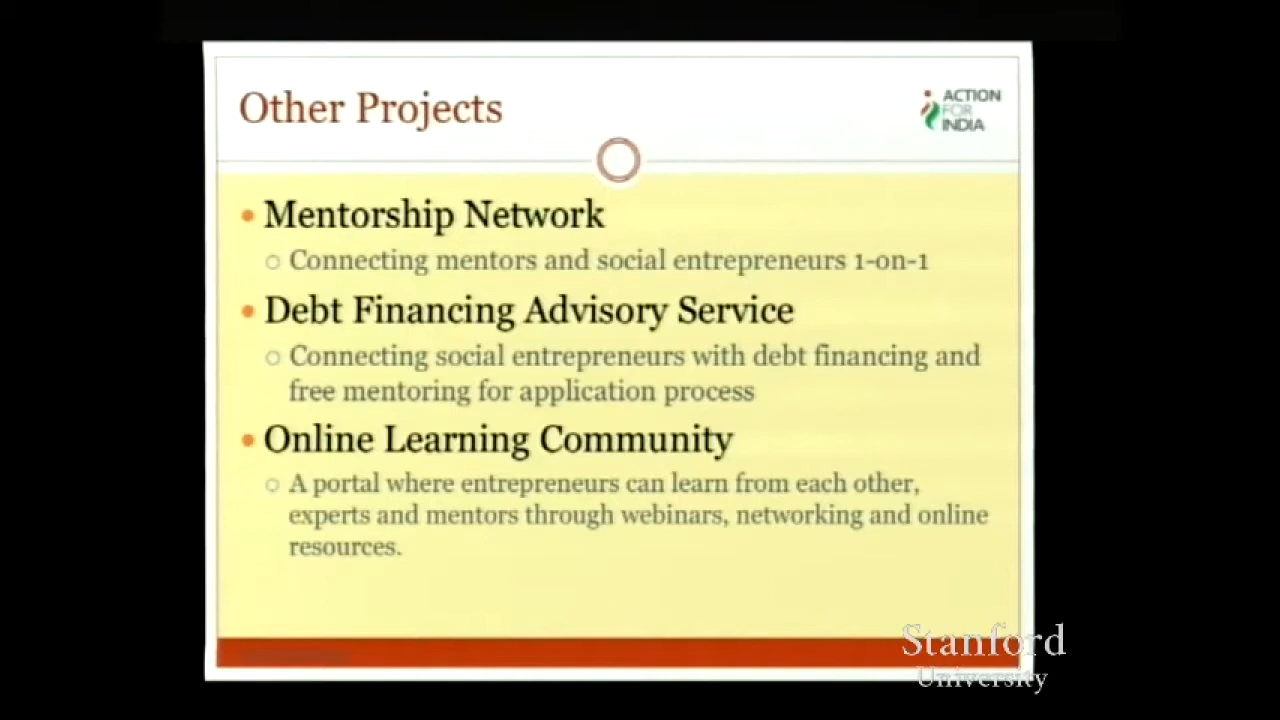 Other Projects
ACTION
FOR
INDIA
• Mentorship Network
○ Connecting mentors and social entrepreneurs 1-on-1
• Debt Financing Advisory Service
○ Connecting social entrepreneurs with debt financing and
free mentoring for application process
• Online Learning Community
○ A portal where entrepreneurs can learn from each other,
experts and mentors through webinars, networking and online
resources.
Stanford
University